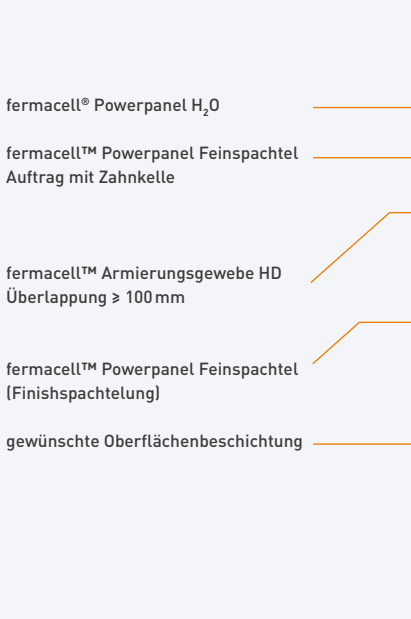 fermacell® Powerpanel H₂O
fermacell™ Powerpanel Feinspachtel
Auftrag mit Zahnkelle
fermacell™ Armierungsgewebe HD
Überlappung ≥ 100 mm
fermacell™ Powerpanel Feinspachtel
(Finishspachtelung)
gewünschte Oberflächenbeschichtung